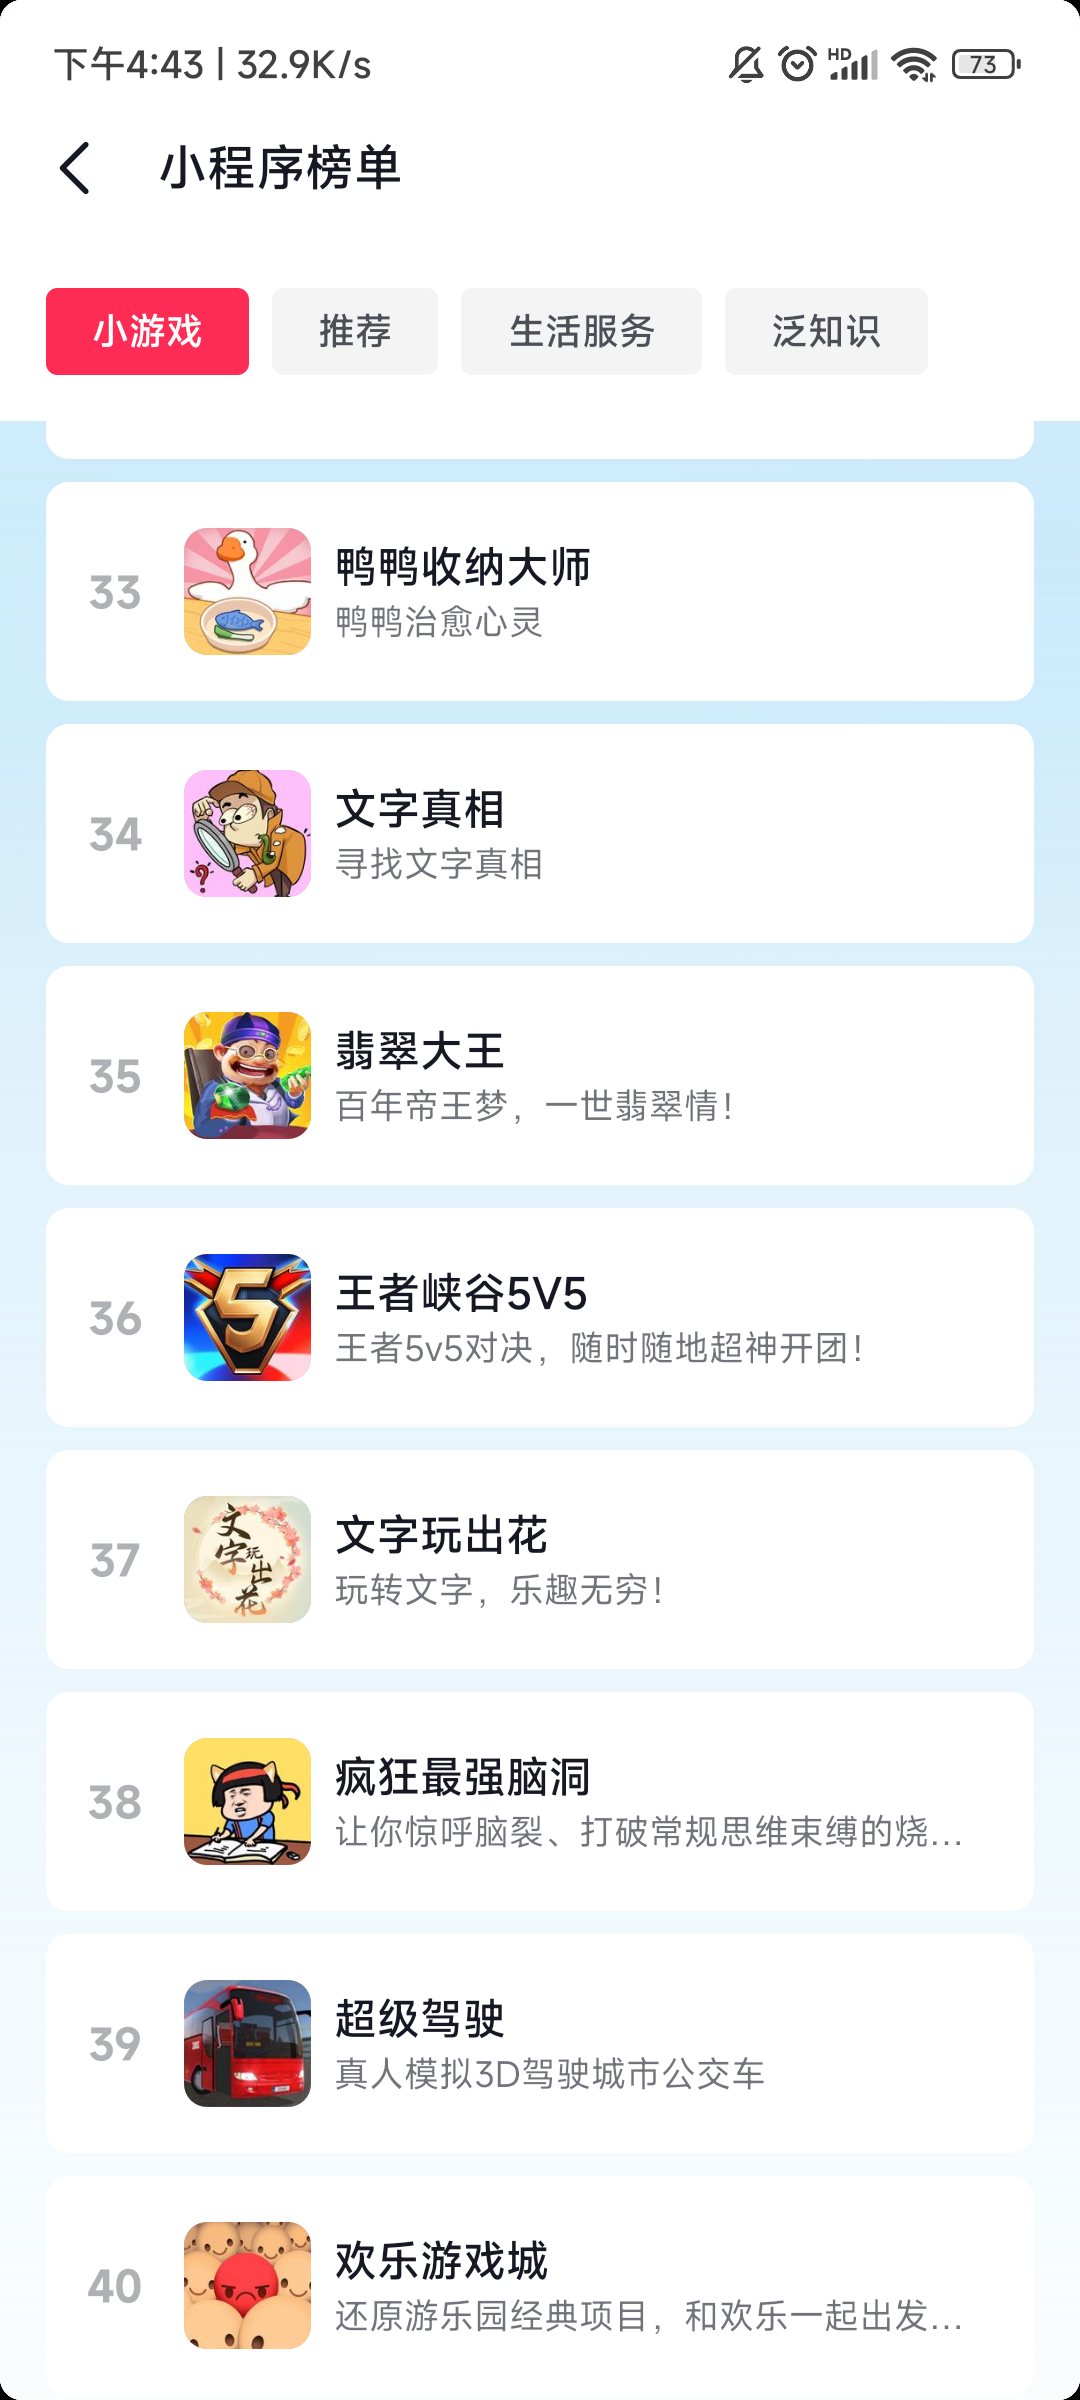 下午4:43 | 32.9K/s
HD
73
小程序榜单
小游戏 推荐 生活服务 泛知识
33
鸭鸭收纳大师
鸭鸭治愈心灵
34
文字真相
寻找文字真相
35
翡翠大王
百年帝王梦，一世翡翠情！
36
5
王者峡谷5V5
王者5v5对决，随时随地超神开团！
37
文字玩出花
文字玩出花
玩转文字，乐趣无穷！
38
疯狂最强脑洞
让你惊呼脑裂、打破常规思维束缚的烧...
39
超级驾驶
真人模拟3D驾驶城市公交车
40
欢乐游戏城
还原游乐园经典项目，和欢乐一起出发...